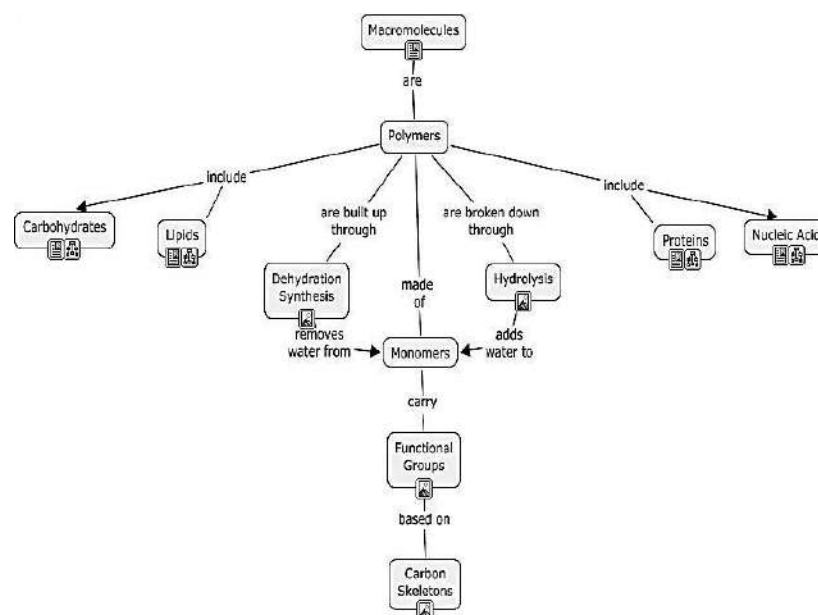 Macromolecules
are
Polymers
include
include
Carbohydrates
Lipids
are built up
through
are broken down
through
Proteins
Nucleic Acid
Dehydration
Synthesis
made
of
Hydrolysis
removes
water from
Monomers
adds
water to
carry
Functional
Groups
based on
Carbon
Skeletons